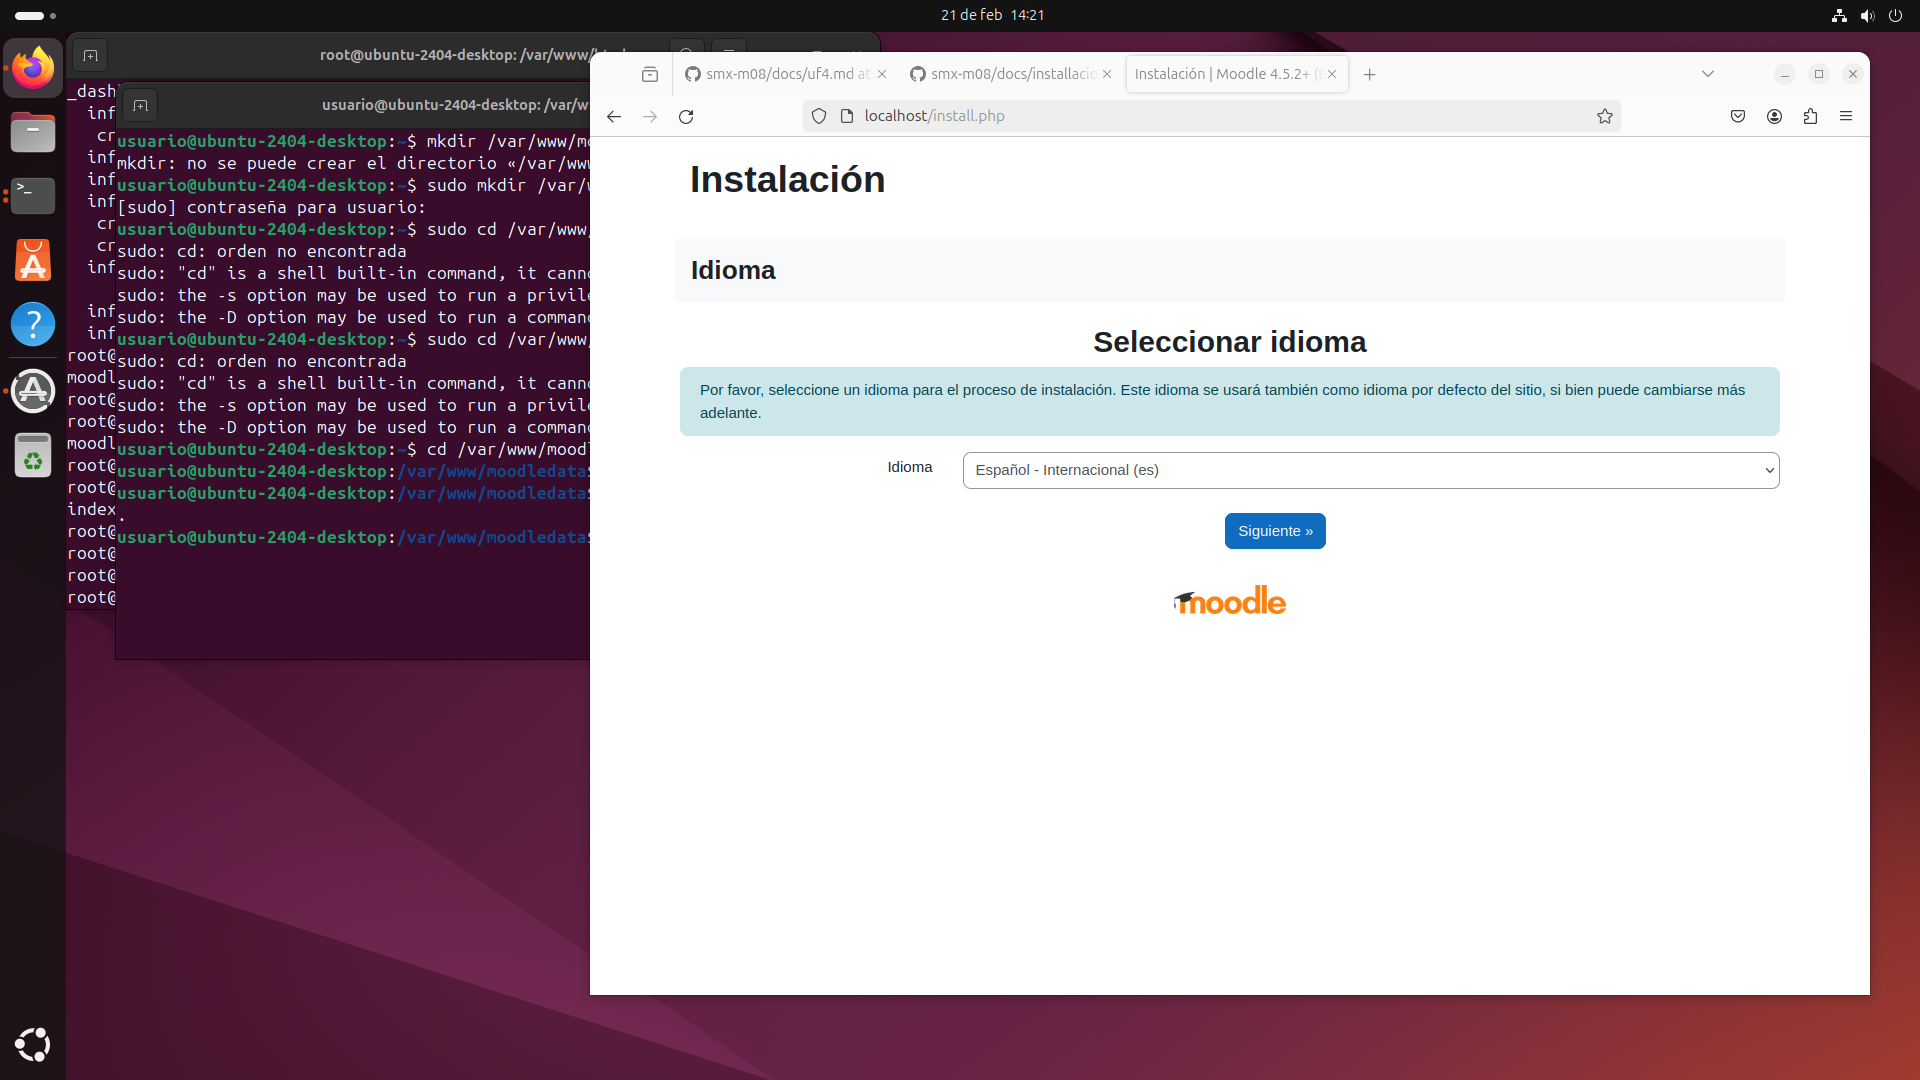 21 de feb 14:21
root@ubuntu-2404-desktop: /var/www/
smx-m08/docs/uf4.md at
smx-m08/docs/installacio
Instalación | Moodle 4.5.2+ (
localhost/install.php
usuario@ubuntu-2404-desktop: /var/w
_dash
inf
cr
inf
inf
inf
cr
cr
inf
inf
inf
root@
moodl
root@
root@
moodl
root@
root@
index
root@
root@
root@
root@
usuario@ubuntu-2404-desktop:~$ mkdir /var/www/mo
mkdir: no se puede crear el directorio «/var/ww
usuario@ubuntu-2404-desktop:~$ sudo mkdir /var/w
[sudo] contraseña para usuario:
usuario@ubuntu-2404-desktop:~$ sudo cd /var/www/
sudo: cd: orden no encontrada
sudo: "cd" is a shell built-in command, it canno
sudo: the -s option may be used to run a privile
sudo: the -D option may be used to run a command
usuario@ubuntu-2404-desktop:~$ sudo cd /var/www/
sudo: cd: orden no encontrada
sudo: "cd" is a shell built-in command, it canno
sudo: the -s option may be used to run a privile
sudo: the -D option may be used to run a command
usuario@ubuntu-2404-desktop:~$ cd /var/www/mood
usuario@ubuntu-2404-desktop:/var/www/moodledata$
usuario@ubuntu-2404-desktop:/var/www/moodledata$
.
usuario@ubuntu-2404-desktop:/var/www/moodledata$
Instalación
Idioma
Seleccionar idioma
Por favor, seleccione un idioma para el proceso de instalación. Este idioma se usará también como idioma por defecto del sitio, si bien puede cambiarse más
adelante.
Idioma
Español - Internacional (es)
Siguiente »
moodle